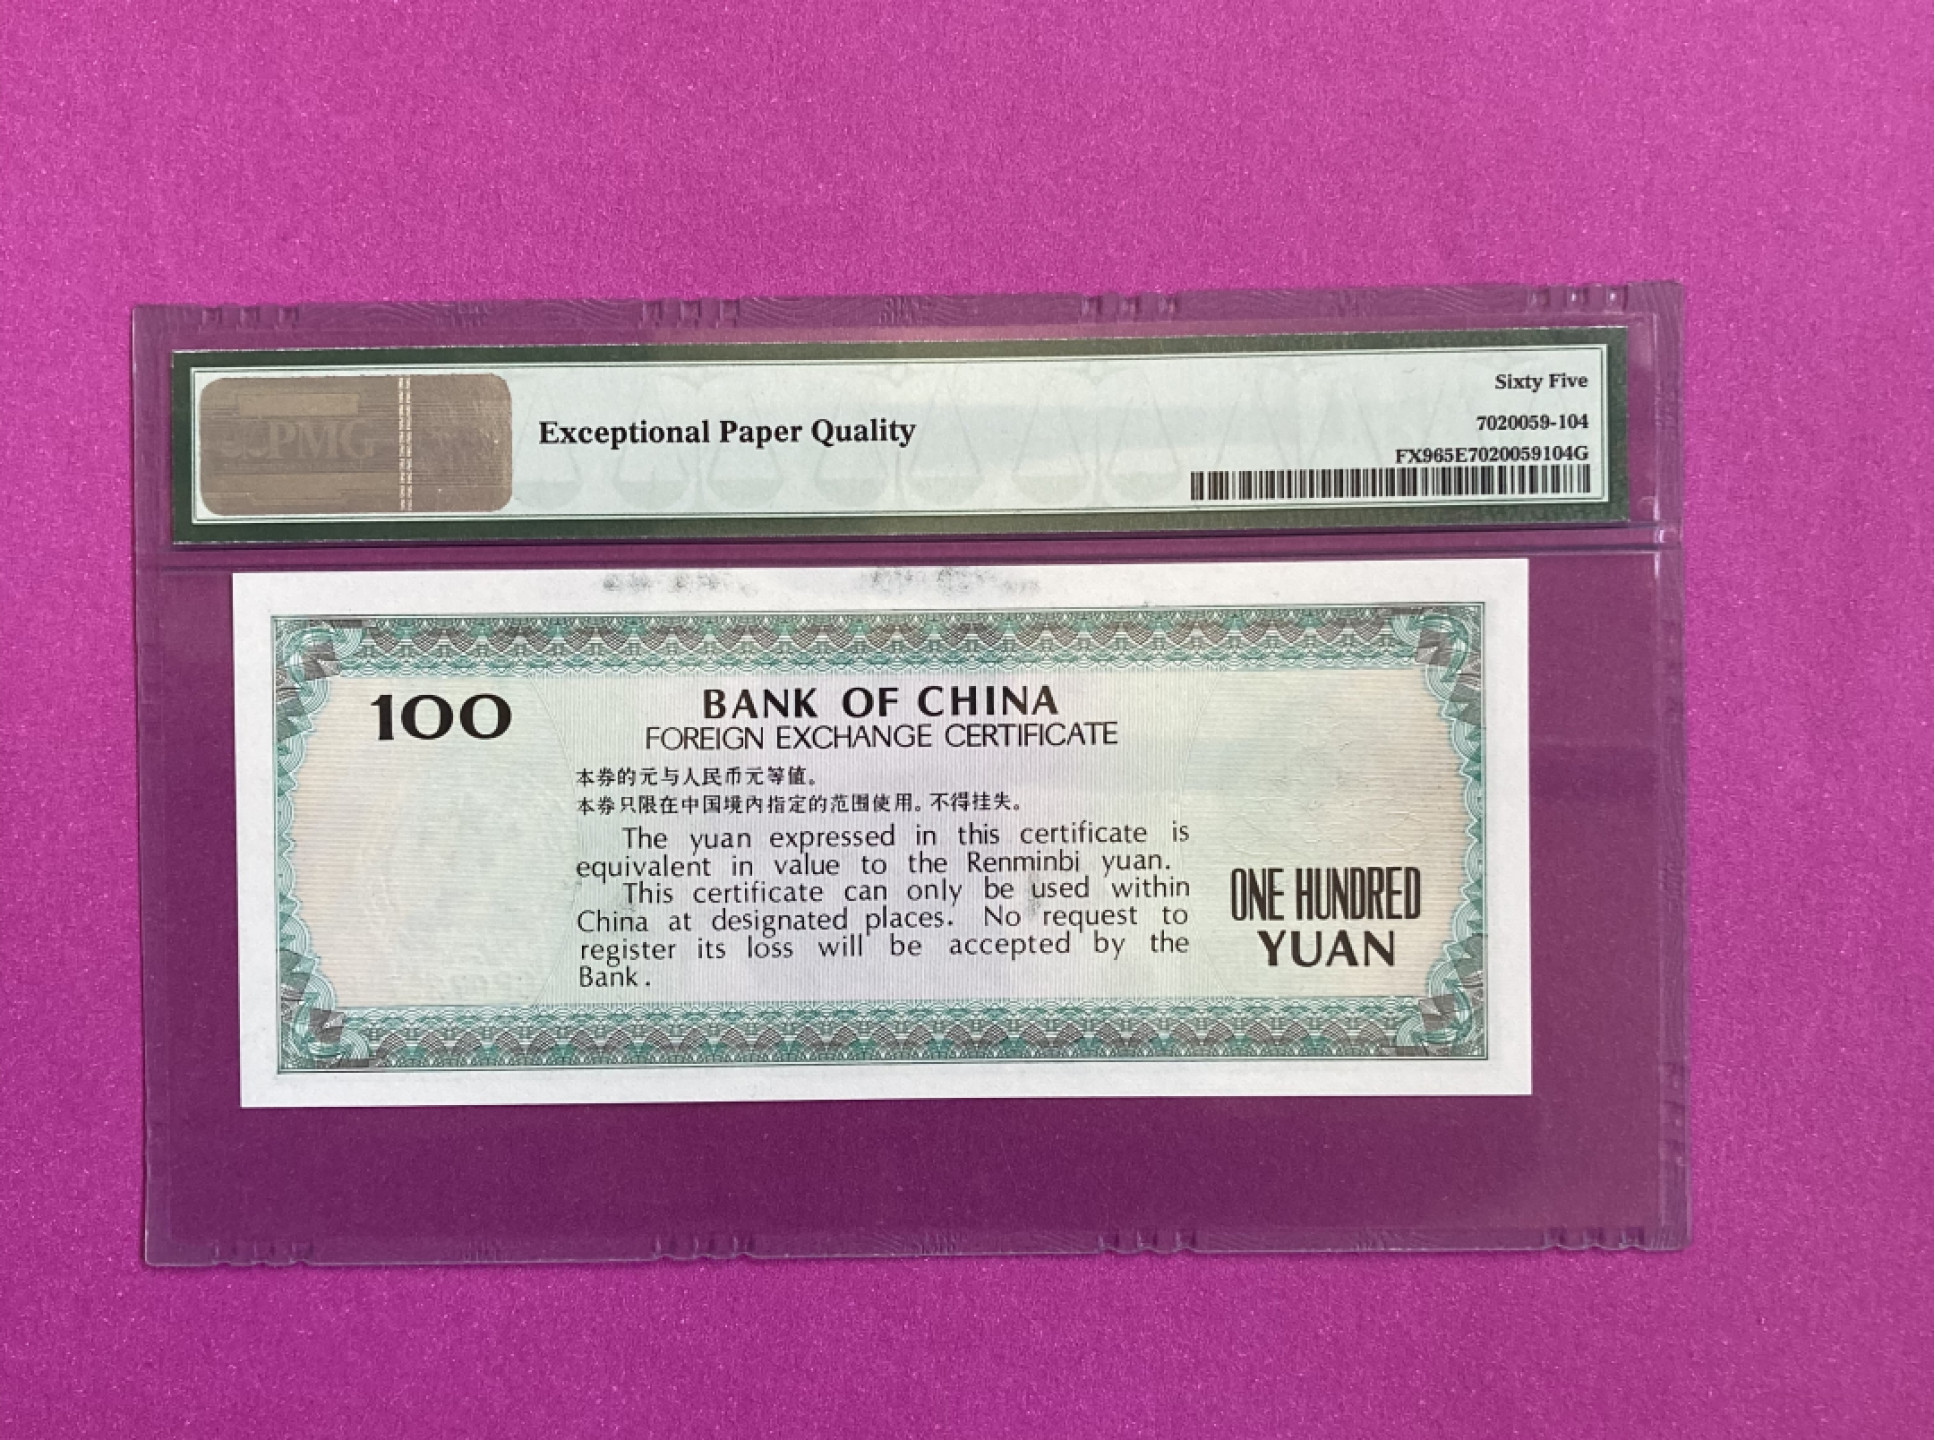 PMG
Exceptional Paper Quality
Sixty Five
7020059-104
FX965E7020059104G
100
BANK OF CHINA
FOREIGN EXCHANGE CERTIFICATE
本券的元与人民币元等值。
本券只限在中国境内指定的范围使用。不得挂失。
The yuan expressed in this certificate is
equivalent in value to the Renminbi yuan.
This certificate can only be used within
China at designated places. No request to
register its loss will be accepted by the
Bank.
ONE HUNDRED
YUAN